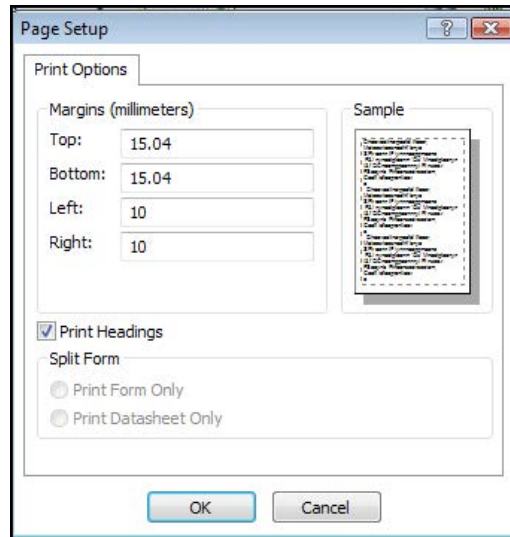 Page Setup
Print Options
Margins (millimeters)
Sample
Top: 15.04
Bottom: 15.04
Left: 10
Right: 10
Print Headings
Split Form
Print Form Only
Print Datasheet Only
OK Cancel